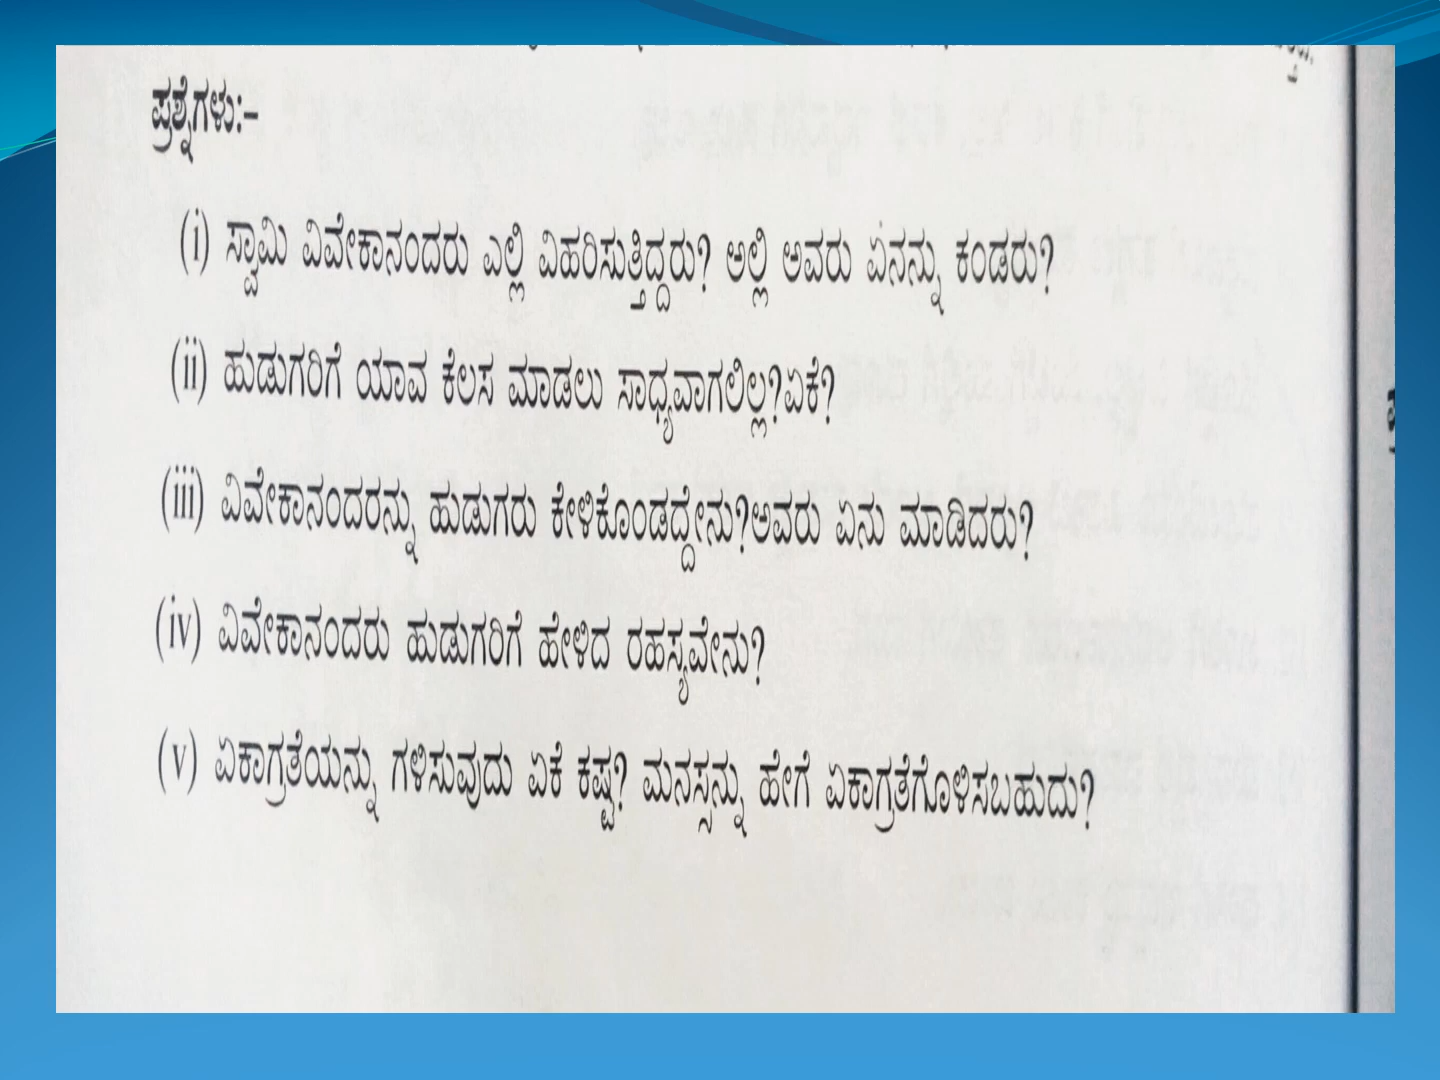 ಪ್ರಶ್ನೆಗಳು:–
(i) ಸ್ವಾಮಿ ವಿವೇಕಾನಂದರು ಎಲ್ಲಿ ವಿಹರಿಸುತ್ತಿದ್ದರು? ಅಲ್ಲಿ ಅವರು ಏನನ್ನು ಕಂಡರು?
(ii) ಹುಡುಗರಿಗೆ ಯಾವ ಕೆಲಸ ಮಾಡಲು ಸಾಧ್ಯವಾಗಲಿಲ್ಲ?ಏಕೆ?
(iii) ವಿವೇಕಾನಂದರನ್ನು ಹುಡುಗರು ಕೇಳಿಕೊಂಡದ್ದೇನು?ಅವರು ಏನು ಮಾಡಿದರು?
(iv) ವಿವೇಕಾನಂದರು ಹುಡುಗರಿಗೆ ಹೇಳಿದ ರಹಸ್ಯವೇನು?
(v) ಏಕಾಗ್ರತೆಯನ್ನು ಗಳಿಸುವುದು ಏಕೆ ಕಷ್ಟ? ಮನಸ್ಸನ್ನು ಹೇಗೆ ಏಕಾಗ್ರತೆಗೊಳಿಸಬಹುದು?